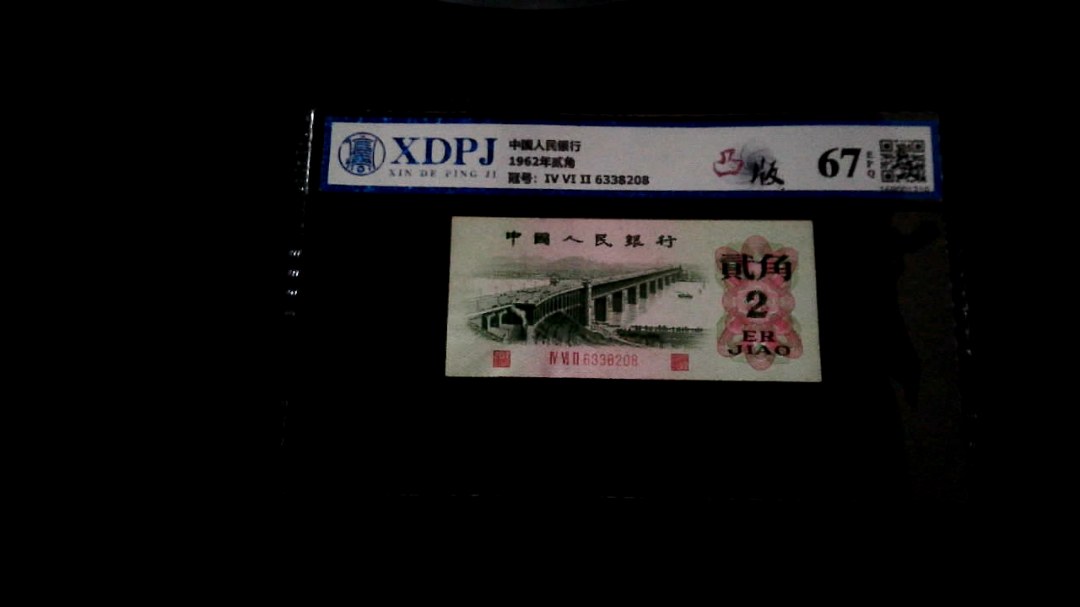 XDPJ
XIN DE PING JI
中國人民銀行
1962年贰角
冠号：IV VI II 6338208
凸版
67
EPQ
中國人民銀行
貳角
2
ER
JIAO
IV VI II 6338208